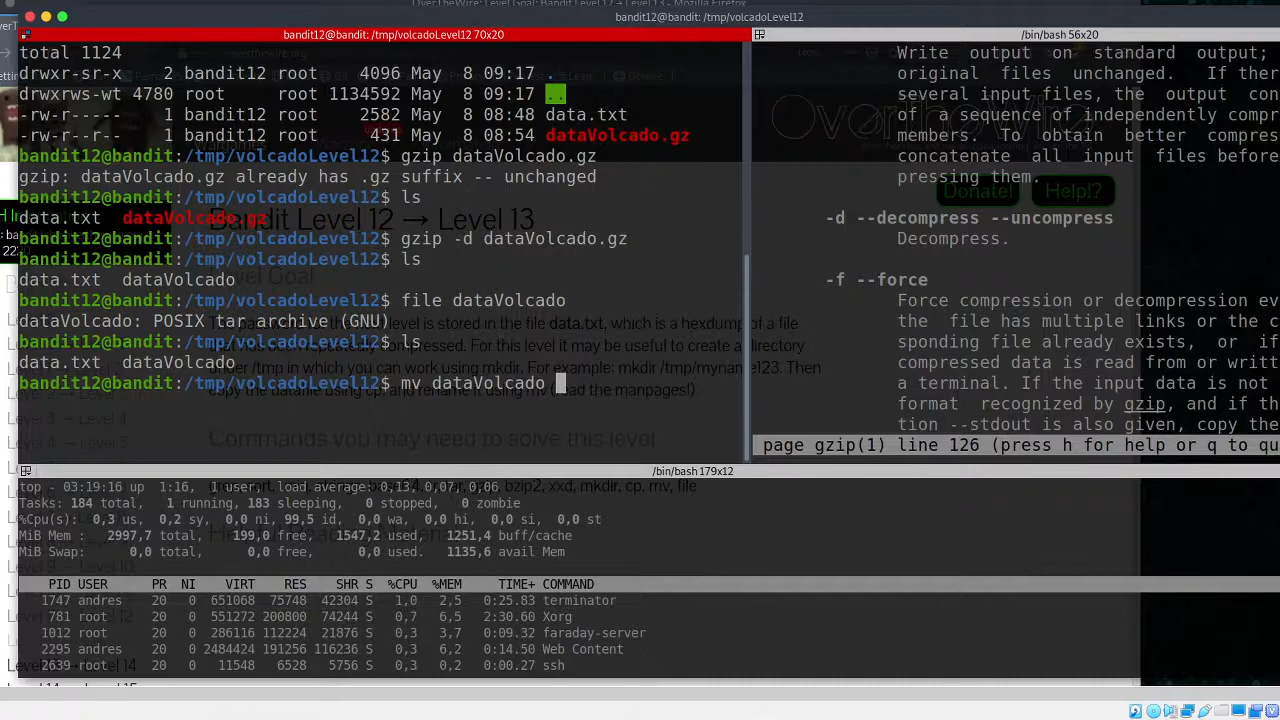 OverTheWire: Level Goal: Bandit Level 12 → Level 13 - Mozilla Firefox
bandit12@bandit: /tmp/volcadoLevel12
bandit12@bandit: /tmp/volcadoLevel12 70x20
total 1124
drwxr-sr-x 2 bandit12 root 4096 May 8 09:17 .
drwxrws-wt 4780 root root 1134592 May 8 09:17 ..
-rw-r----- 1 bandit12 root 2582 May 8 08:48 data.txt
-rw-r--r-- 1 bandit12 root 431 May 8 08:54 dataVolcado.gz
bandit12@bandit:/tmp/volcadoLevel12$ gzip dataVolcado.gz
gzip: dataVolcado.gz already has .gz suffix -- unchanged
bandit12@bandit:/tmp/volcadoLevel12$ ls
data.txt dataVolcado.gz
bandit12@bandit:/tmp/volcadoLevel12$ gzip -d dataVolcado.gz
bandit12@bandit:/tmp/volcadoLevel12$ ls
data.txt dataVolcado
bandit12@bandit:/tmp/volcadoLevel12$ file dataVolcado
dataVolcado: POSIX tar archive (GNU)
bandit12@bandit:/tmp/volcadoLevel12$ ls
data.txt dataVolcado
bandit12@bandit:/tmp/volcadoLevel12$ mv dataVolcado
/bin/bash 56x20
Write output on standard output;
original files unchanged. If ther
several input files, the output con
of a sequence of independently compr
members. To obtain better compres
concatenate all input files before
pressing them.
-d --decompress --uncompress
Decompress.
-f --force
Force compression or decompression ev
the file has multiple links or the c
sponding file already exists, or if
compressed data is read from or writt
a terminal. If the input data is not
format recognized by gzip, and if th
tion --stdout is also given, copy the
page gzip(1) line 126 (press h for help or q to qu
OverTheWire
Donate!
Help!?
Bandit Level 12 → Level 13
Level Goal
level is stored in the file data.txt, which is a hexdump of a file
compressed. For this level it may be useful to create a directory
under /tmp in which you can work using mkdir. For example: mkdir /tmp/myname123. Then
copy the datafile using cp, and rename it using mv (read the manpages!)
Commands you may need to solve this level
bzip2, xxd, mkdir, cp, mv, file
/bin/bash 179x12
top - 03:19:16 up 1:16, 1 user, load average: 0,13, 0,07, 0,06
Tasks: 184 total, 1 running, 183 sleeping, 0 stopped, 0 zombie
%Cpu(s): 0,3 us, 0,2 sy, 0,0 ni, 99,5 id, 0,0 wa, 0,0 hi, 0,0 si, 0,0 st
MiB Mem : 2997,7 total, 199,0 free, 1547,2 used, 1251,4 buff/cache
MiB Swap: 0,0 total, 0,0 free, 0,0 used. 1135,6 avail Mem
PID USER PR NI VIRT RES SHR S %CPU %MEM TIME+ COMMAND
1747 andres 20 0 651068 75748 42304 S 1,0 2,5 0:25.83 terminator
781 root 20 0 551272 200800 74244 S 0,7 6,5 2:30.60 Xorg
1012 root 20 0 286116 112224 21876 S 0,3 3,7 0:09.32 faraday-server
2295 andres 20 0 2484424 191256 116236 S 0,3 6,2 0:14.50 Web Content
2639 root 20 0 11548 6528 5756 S 0,3 0,2 0:00.27 ssh
Level 13 → Level 14